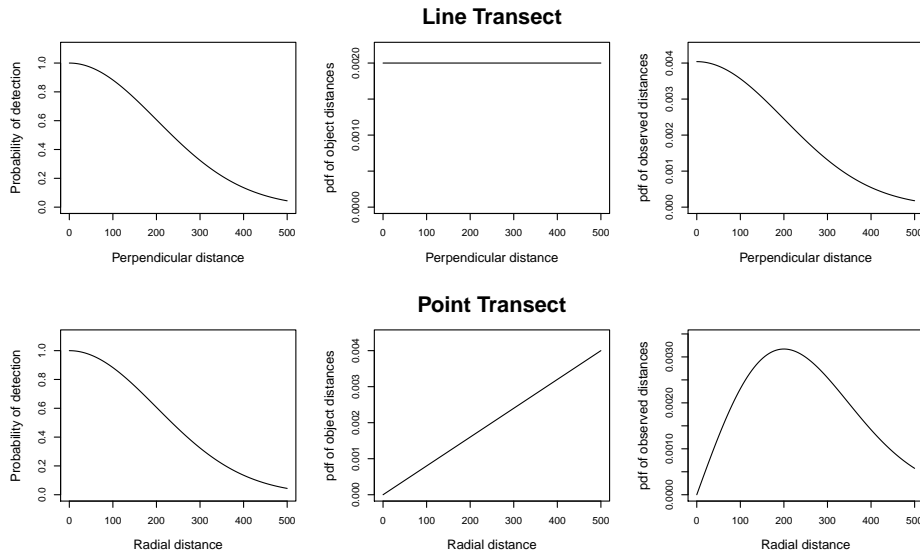 Line Transect
Probability of detection
0.0 0.2 0.4 0.6 0.8 1.0
0 100 200 300 400 500
Perpendicular distance
pdf of object distances
0.0000 0.0010 0.0020
0 100 200 300 400 500
Perpendicular distance
pdf of observed distances
0.000 0.001 0.002 0.003 0.004
0 100 200 300 400 500
Perpendicular distance
Point Transect
Probability of detection
0.0 0.2 0.4 0.6 0.8 1.0
0 100 200 300 400 500
Radial distance
pdf of object distances
0.000 0.001 0.002 0.003 0.004
0 100 200 300 400 500
Radial distance
pdf of observed distances
0.0000 0.0010 0.0020 0.0030
0 100 200 300 400 500
Radial distance